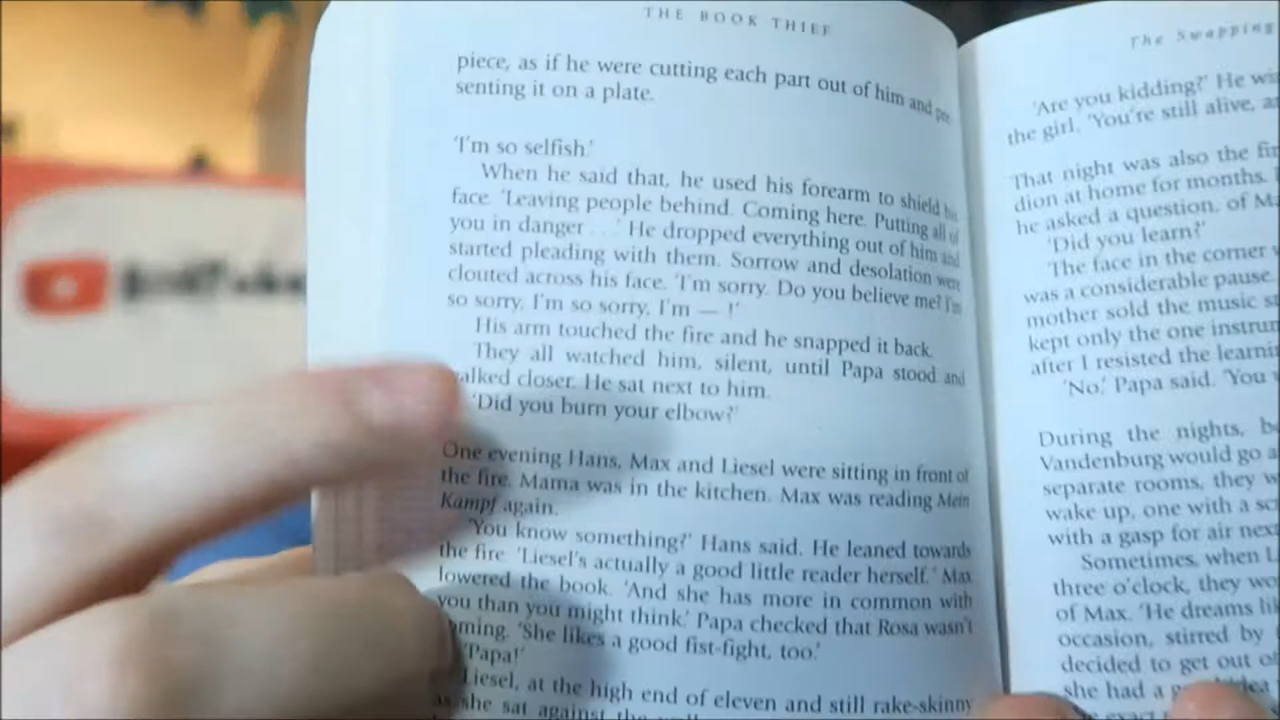 THE BOOK THIEF
piece, as if he were cutting each part out of him and pre-
senting it on a plate.
'I'm so selfish.'
When he said that, he used his forearm to shield his
face. 'Leaving people behind. Coming here. Putting all of
you in danger . . .' He dropped everything out of him and
started pleading with them. Sorrow and desolation were
clouted across his face. 'I'm sorry. Do you believe me? I'm
so sorry, I'm so sorry, I'm — !'
His arm touched the fire and he snapped it back.
They all watched him, silent, until Papa stood and
walked closer. He sat next to him.
'Did you burn your elbow?'
One evening Hans, Max and Liesel were sitting in front of
the fire. Mama was in the kitchen. Max was reading Mein
Kampf again.
'You know something?' Hans said. He leaned towards
the fire. 'Liesel's actually a good little reader herself.' Max
lowered the book. 'And she has more in common with
you than you might think.' Papa checked that Rosa wasn't
oming. 'She likes a good fist-fight, too.'
'Papa!'
Liesel, at the high end of eleven and still rake-skinny
as she sat against the
The Swapping
'Are you kidding?' He
the girl. 'You're still alive,
That night was also the
dion at home for months.
he asked a question, of
'Did you learn?'
The face in the corner
was a considerable pause.
mother sold the music
kept only the one
after I resisted the
'No,' Papa said. 'You
During the nights,
Vandenburg would go
separate rooms, they
wake up, one with a
with a gasp for air
Sometimes, when
three o'clock, they
of Max. 'He dreams
occasion, stirred by
decided to get out of
she had a